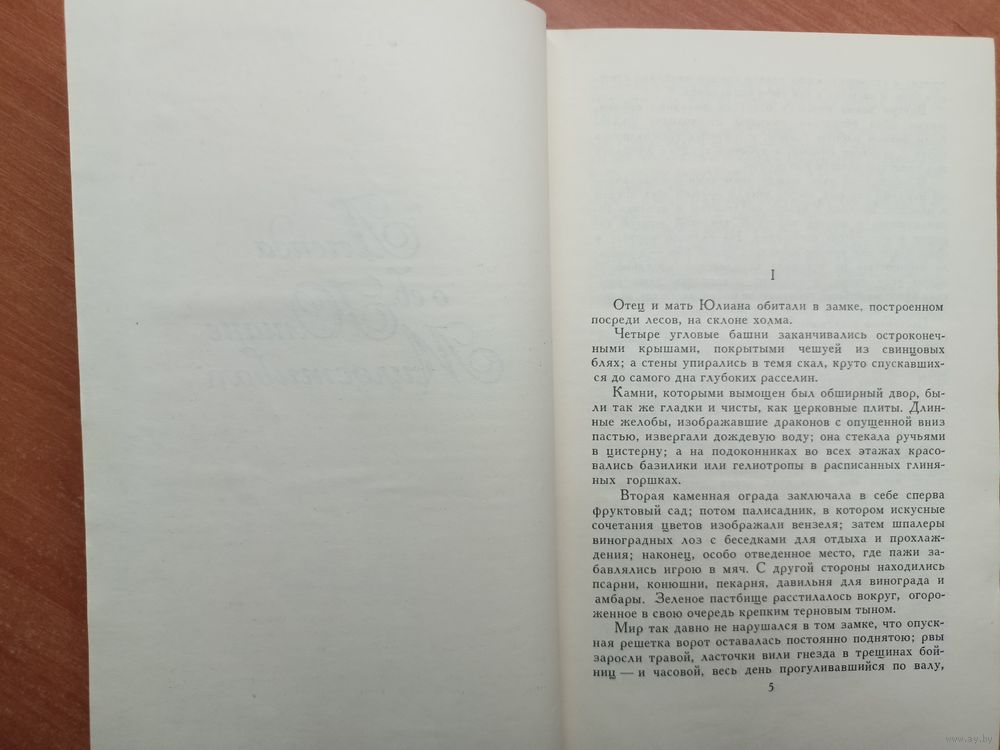 I
Отец и мать Юлиана обитали в замке, построенном
посреди лесов, на склоне холма.
Четыре угловые башни заканчивались остроконеч-
ными крышами, покрытыми чешуей из свинцовых
блях; а стены упирались в темя скал, круто спускавших-
ся до самого дна глубоких расселин.
Камни, которыми вымощен был обширный двор, бы-
ли так же гладки и чисты, как церковные плиты. Длин-
ные желобы, изображавшие драконов с опущенной вниз
пастью, извергали дождевую воду; она стекала ручьями
в цистерну; а на подоконниках во всех этажах красо-
вались базилики или гелиотропы в расписанных глиня-
ных горшках.
Вторая каменная ограда заключала в себе сперва
фруктовый сад; потом палисадник, в котором искусные
сочетания цветов изображали вензеля; затем шпалеры
виноградных лоз с беседками для отдыха и прохлаж-
дения; наконец, особо отведенное место, где пажи за-
бавлялись игрою в мяч. С другой стороны находились
псарни, конюшни, пекарня, давильня для винограда и
амбары. Зеленое пастбище расстилалось вокруг, огоро-
женное в свою очередь крепким терновым тыном.
Мир так давно не нарушался в том замке, что опуск-
ная решетка ворот оставалась постоянно поднятою; рвы
заросли травой, ласточки вили гнезда в трещинах бой-
ниц — и часовой, весь день прогуливавшийся по валу,
5
www.ay.by